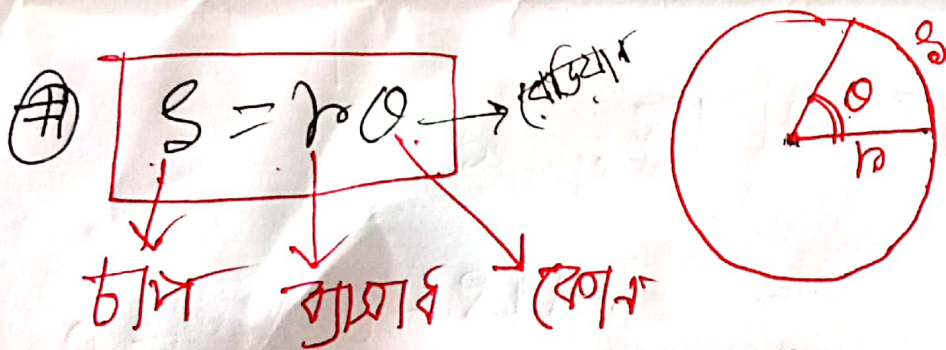 # S = rθ → রেডিয়ান
চাপ ব্যাসার্ধ কোন
S
θ
r